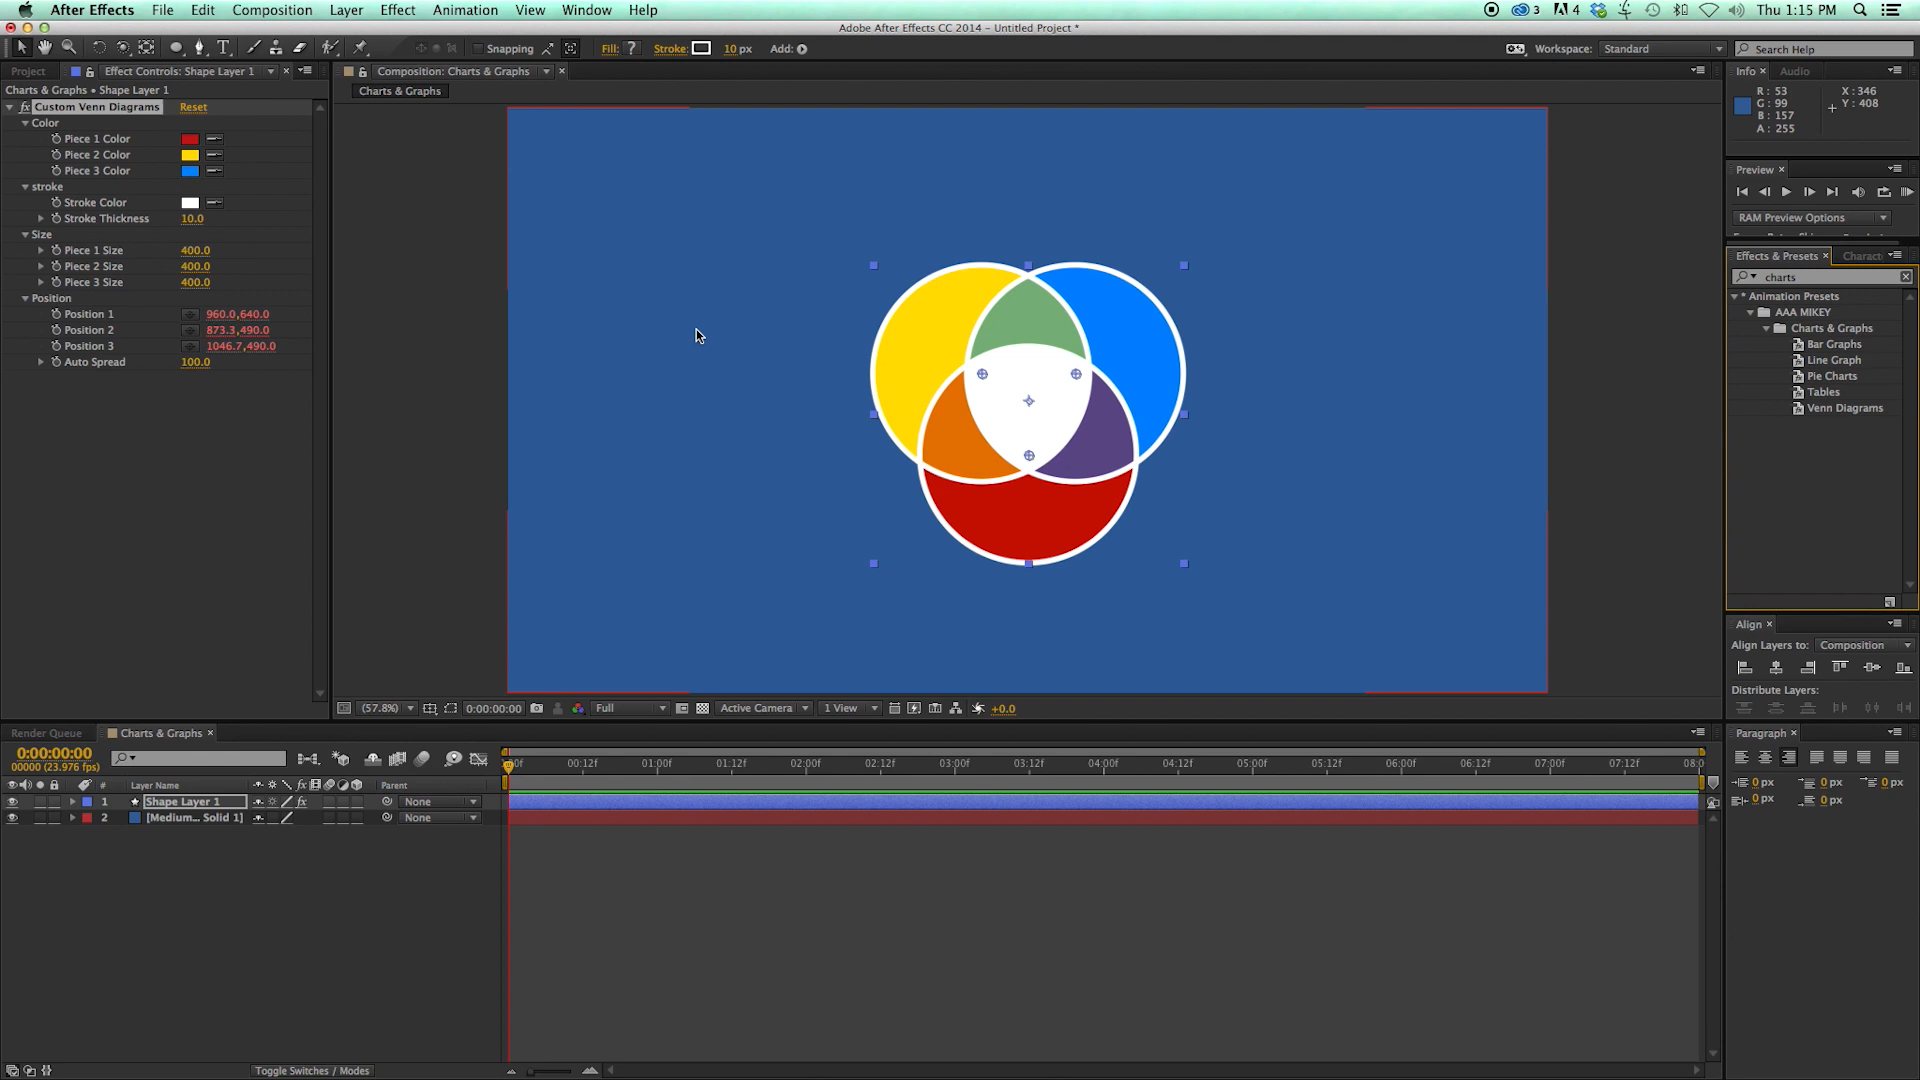 After Effects File Edit Composition Layer Effect Animation View Window Help 3 4 Thu 1:15 PM
Adobe After Effects CC 2014 - Untitled Project *
Snapping Fill: ? Stroke: 10 px Add: Workspace: Standard Search Help
Project Effect Controls: Shape Layer 1 × Composition: Charts & Graphs × Info × Audio
Charts & Graphs • Shape Layer 1 Charts & Graphs
R : 53 X : 346
G : 99 Y : 408
B : 157
A : 255
fx Custom Venn Diagrams Reset
Color
Piece 1 Color
Piece 2 Color
Piece 3 Color
stroke
Stroke Color
Stroke Thickness 10.0
Size
Piece 1 Size 400.0
Piece 2 Size 400.0
Piece 3 Size 400.0
Position
Position 1 960.0,640.0
Position 2 873.3,490.0
Position 3 1046.7,490.0
Auto Spread 100.0
Preview ×
RAM Preview Options
Effects & Presets × Charact
charts
* Animation Presets
AAA MIKEY
Charts & Graphs
Bar Graphs
Line Graph
Pie Charts
Tables
Venn Diagrams
Align ×
Align Layers to: Composition
Distribute Layers:
(57.8%) 0:00:00:00 Full Active Camera 1 View +0.0
Render Queue Charts & Graphs × Paragraph ×
0:00:00:00
00000 (23.976 fps)
:00f 00:12f 01:00f 01:12f 02:00f 02:12f 03:00f 03:12f 04:00f 04:12f 05:00f 05:12f 06:00f 06:12f 07:00f 07:12f 08:0
# Layer Name fx Parent
1 Shape Layer 1 fx None
2 [Medium... Solid 1] None
0 px 0 px 0 px
0 px 0 px
Toggle Switches / Modes